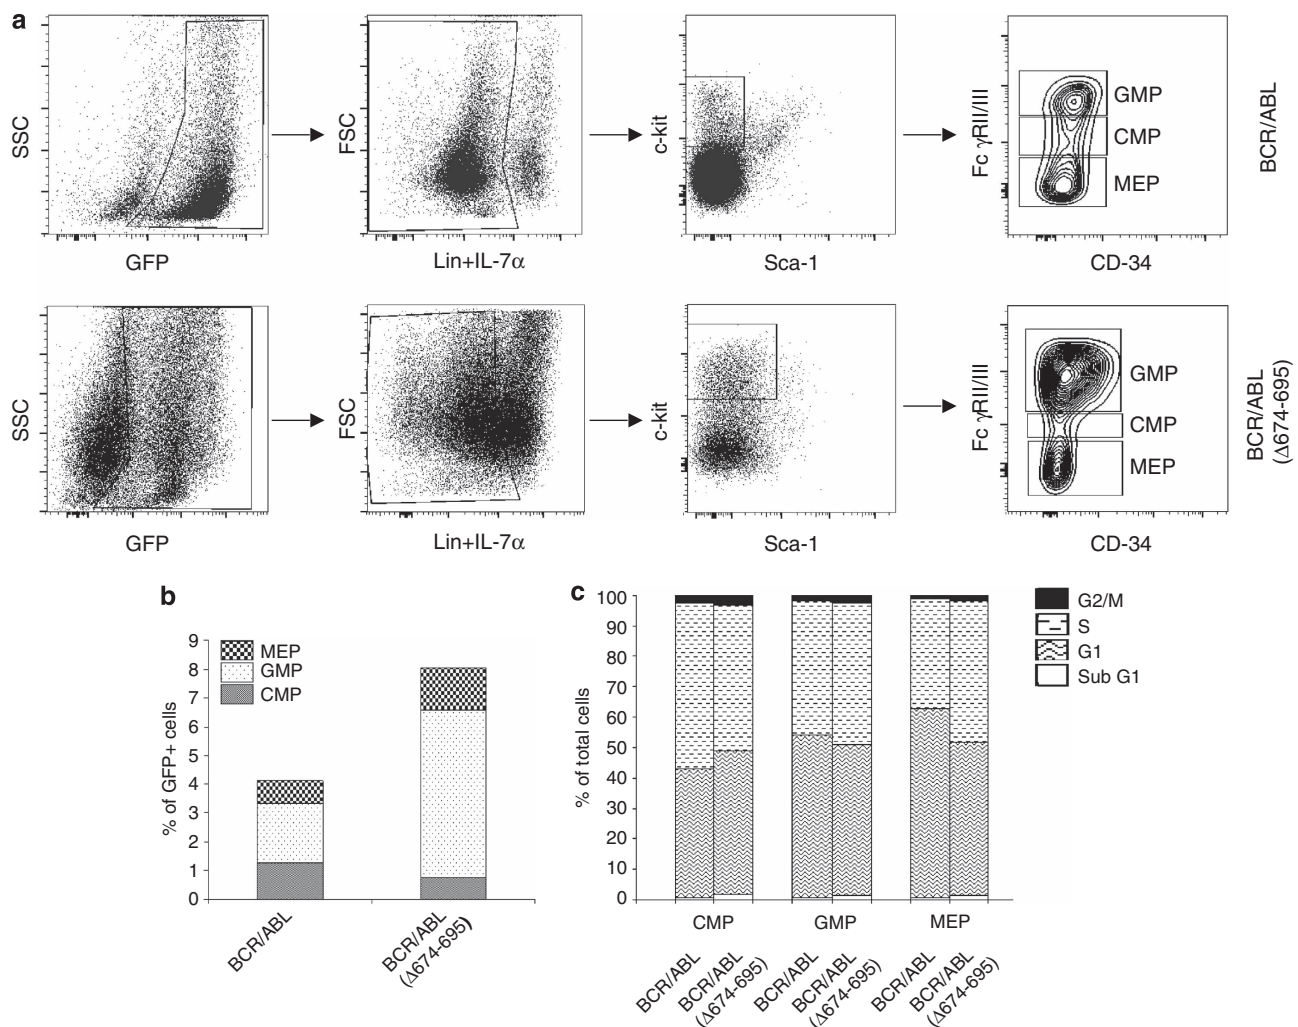 a
SSC
GFP
FSC
Lin+IL-7α
c-kit
Sca-1
Fc γRII/III
CD-34
GMP
CMP
MEP
BCR/ABL
SSC
GFP
FSC
Lin+IL-7α
c-kit
Sca-1
Fc γRII/III
CD-34
GMP
CMP
MEP
BCR/ABL
(Δ674-695)
b
% of GFP+ cells
9
8
7
6
5
4
3
2
1
0
MEP
GMP
CMP
BCR/ABL
BCR/ABL
(Δ674-695)
c
% of total cells
100
90
80
70
60
50
40
30
20
10
0
G2/M
S
G1
Sub G1
CMP
GMP
MEP
BCR/ABL
BCR/ABL
(Δ674-695)
BCR/ABL
BCR/ABL
(Δ674-695)
BCR/ABL
BCR/ABL
(Δ674-695)